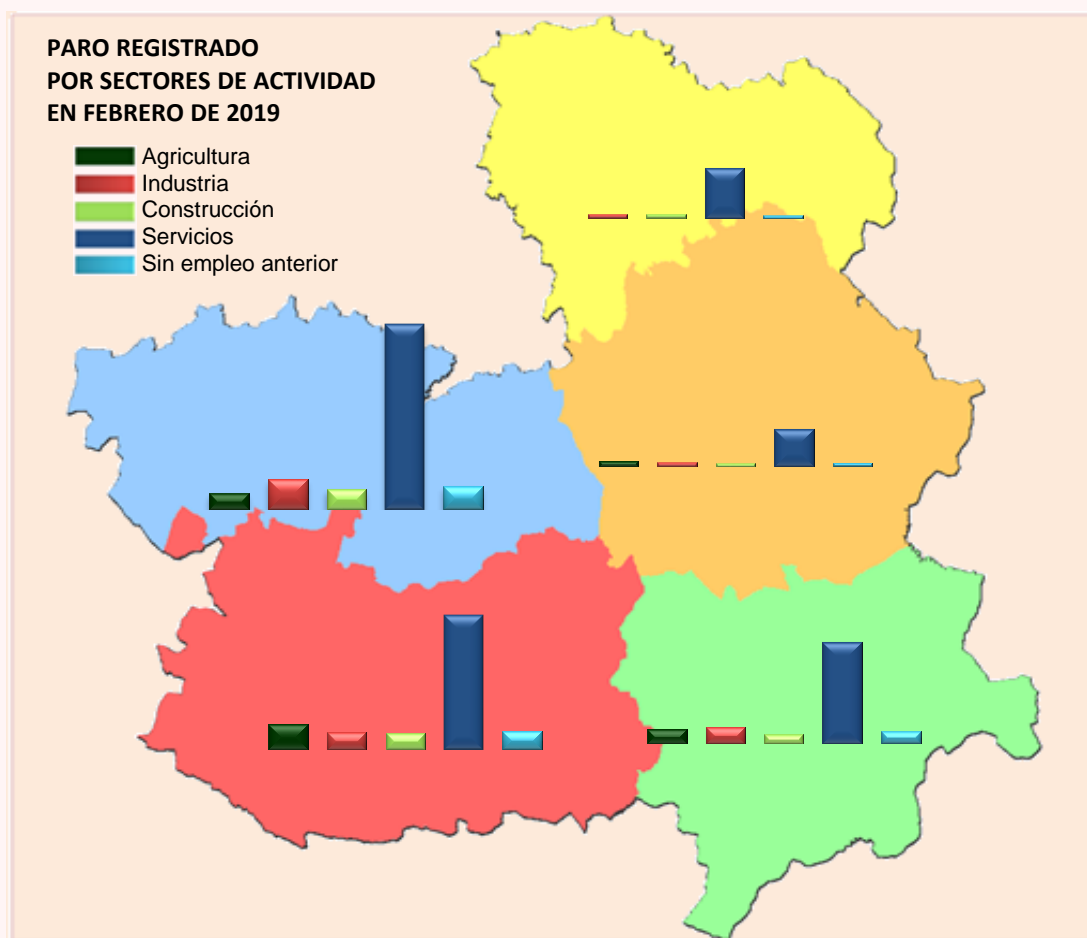 PARO REGISTRADO
POR SECTORES DE ACTIVIDAD
EN FEBRERO DE 2019
Agricultura
Industria
Construcción
Servicios
Sin empleo anterior